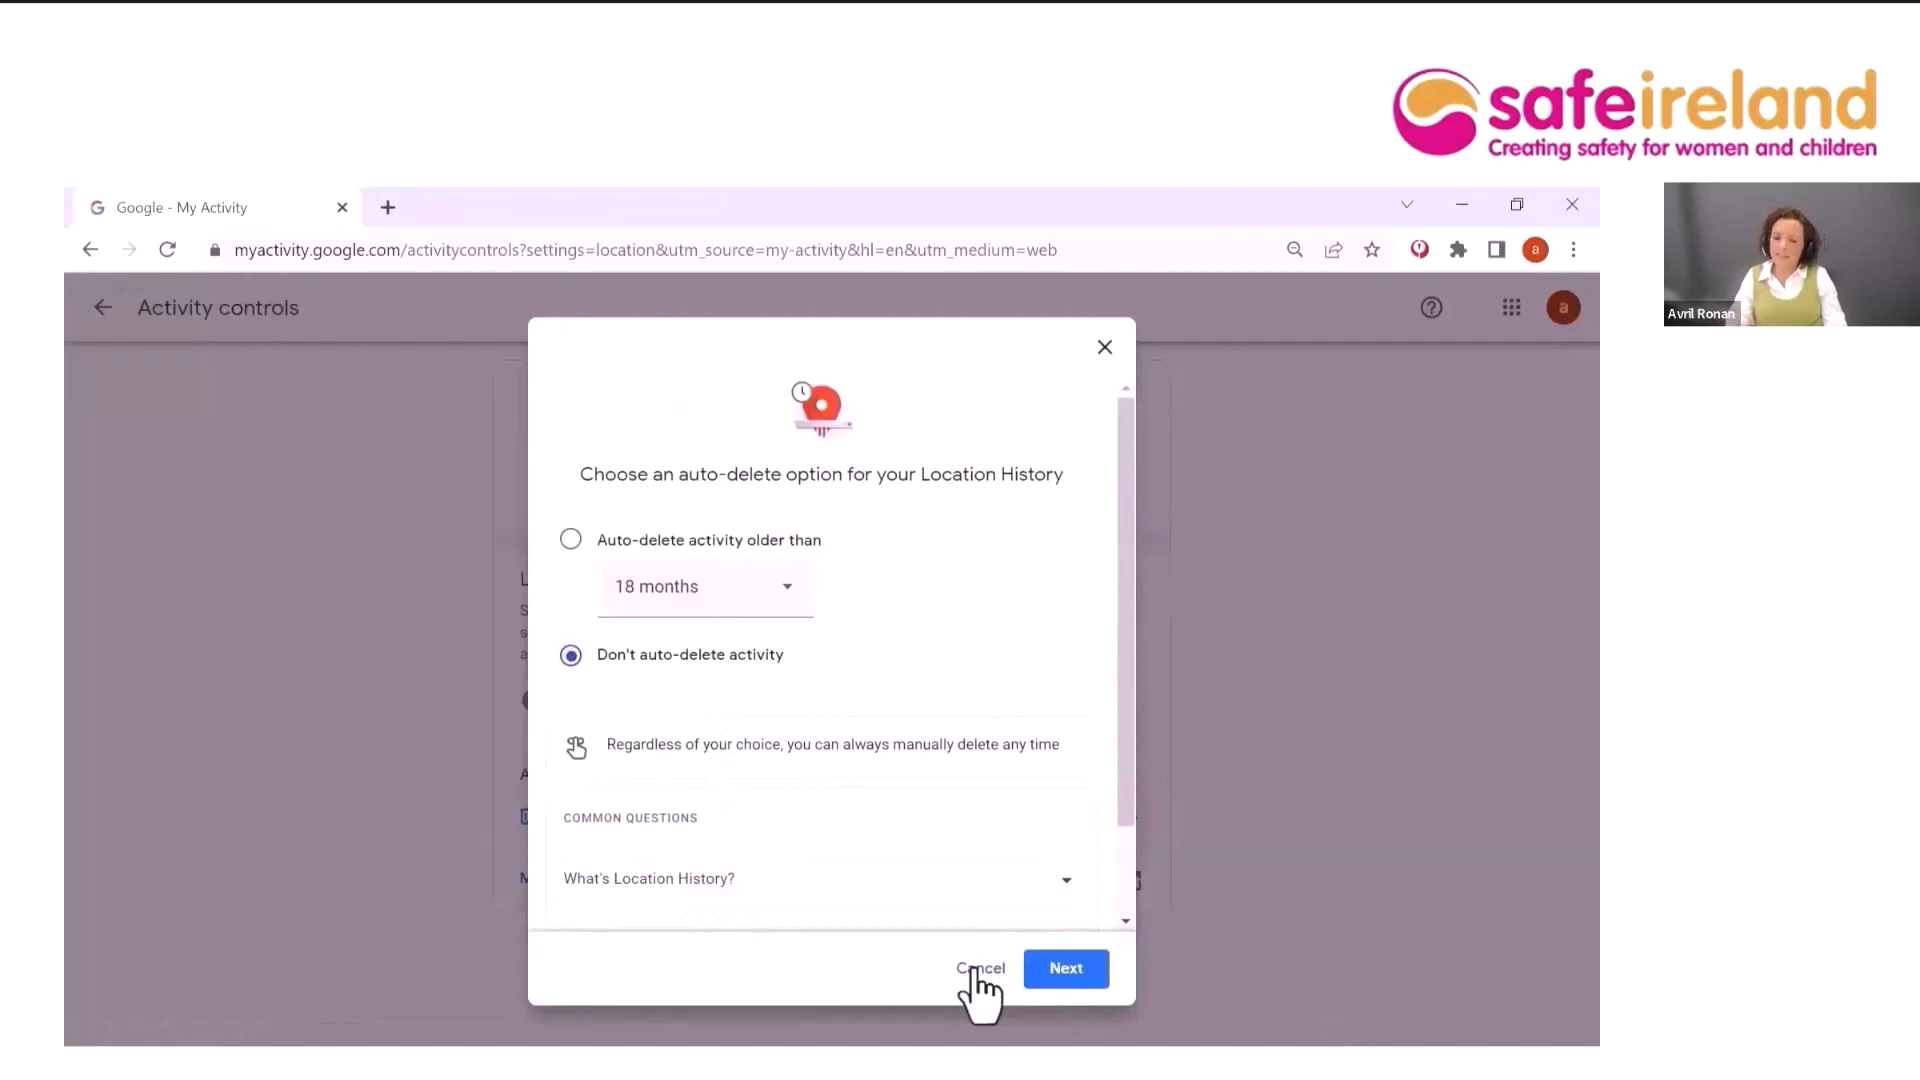 safeireland
Creating safety for women and children
Google - My Activity
myactivity.google.com/activitycontrols?settings=location&utm_source=my-activity&hl=en&utm_medium=web
a
Activity controls
a
Avril Ronan
Choose an auto-delete option for your Location History
Auto-delete activity older than
18 months
Don't auto-delete activity
Regardless of your choice, you can always manually delete any time
COMMON QUESTIONS
What's Location History?
Cancel
Next